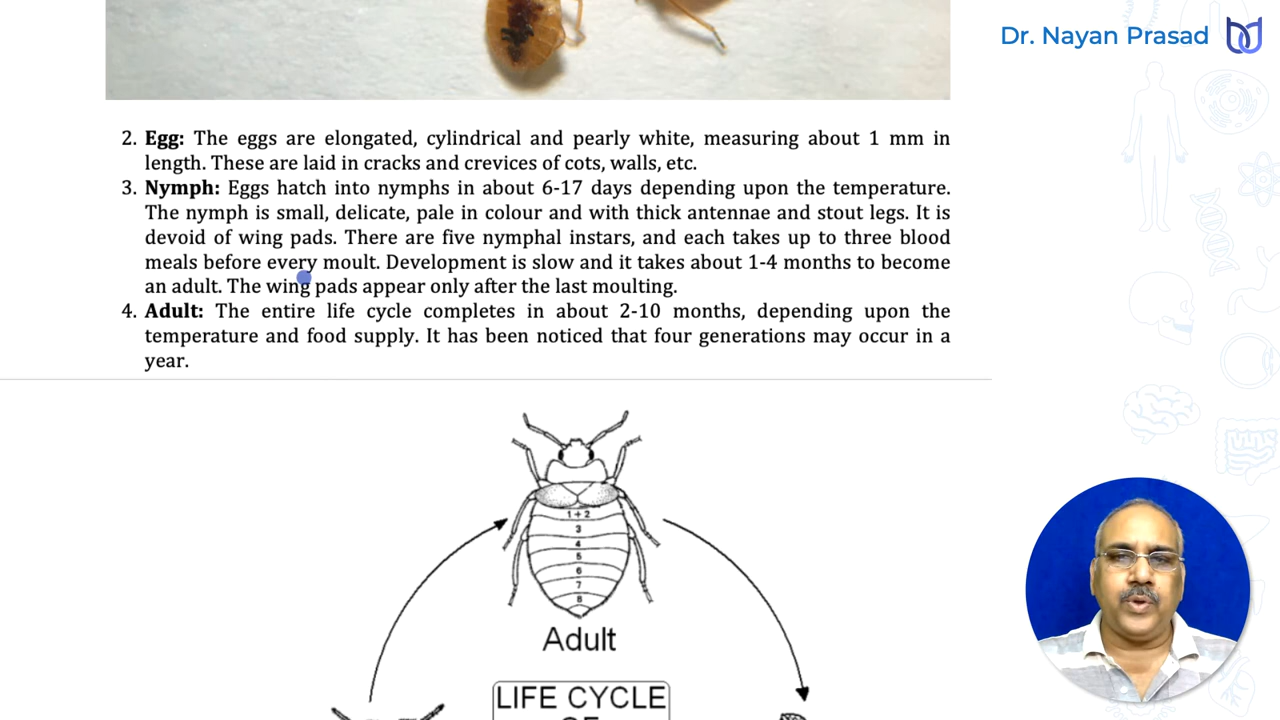 Dr. Nayan Prasad
2. Egg: The eggs are elongated, cylindrical and pearly white, measuring about 1 mm in
length. These are laid in cracks and crevices of cots, walls, etc.
3. Nymph: Eggs hatch into nymphs in about 6-17 days depending upon the temperature.
The nymph is small, delicate, pale in colour and with thick antennae and stout legs. It is
devoid of wing pads. There are five nymphal instars, and each takes up to three blood
meals before every moult. Development is slow and it takes about 1-4 months to become
an adult. The wing pads appear only after the last moulting.
4. Adult: The entire life cycle completes in about 2-10 months, depending upon the
temperature and food supply. It has been noticed that four generations may occur in a
year.
1+2
3
4
5
6
7
8
Adult
LIFE CYCLE
OF